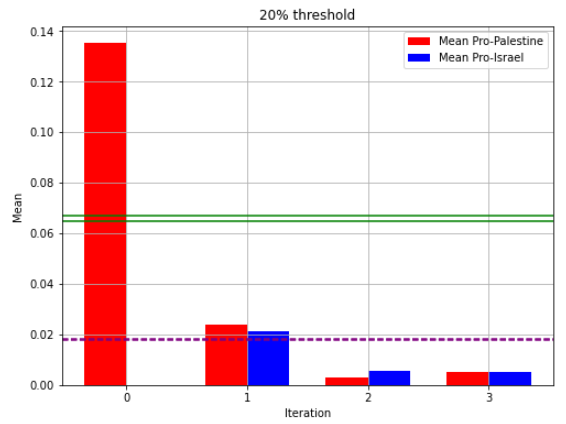 20% threshold
Mean Pro-Palestine
Mean Pro-Israel
0.14
0.12
0.10
0.08
0.06
0.04
0.02
0.00
Mean
0 1 2 3
Iteration